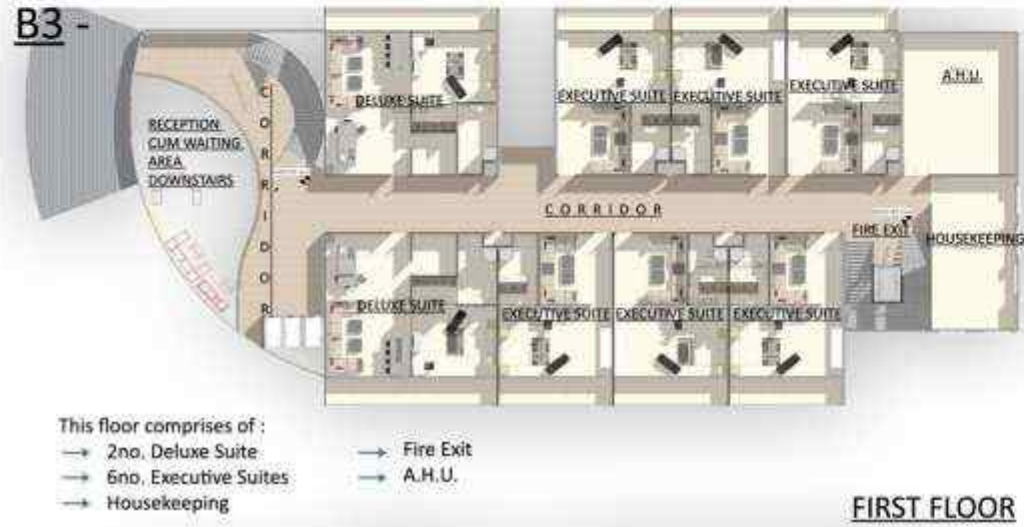 B3 -
DELUXE SUITE
EXECUTIVE SUITE
EXECUTIVE SUITE
EXECUTIVE SUITE
A.H.U.
RECEPTION
CUM WAITING
AREA
DOWNSTAIRS
CORRIDOR
CORRIDOR
FIRE EXIT
HOUSEKEEPING
DELUXE SUITE
EXECUTIVE SUITE
EXECUTIVE SUITE
EXECUTIVE SUITE
This floor comprises of :
→ 2no. Deluxe Suite
→ 6no. Executive Suites
→ Housekeeping
→ Fire Exit
→ A.H.U.
FIRST FLOOR